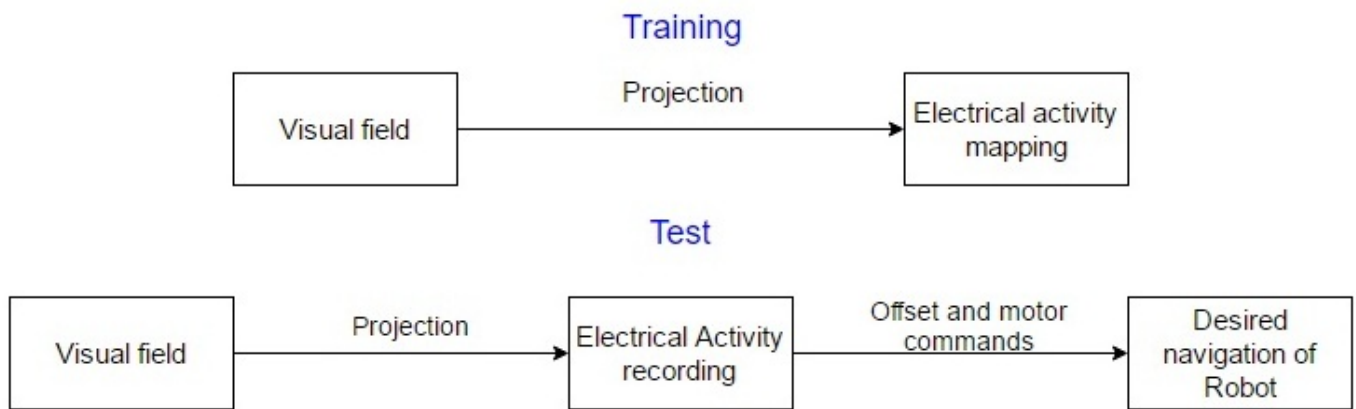 Training
Projection
Visual field
Electrical activity
mapping
Test
Projection
Offset and motor
commands
Visual field
Electrical Activity
recording
Desired
navigation of
Robot